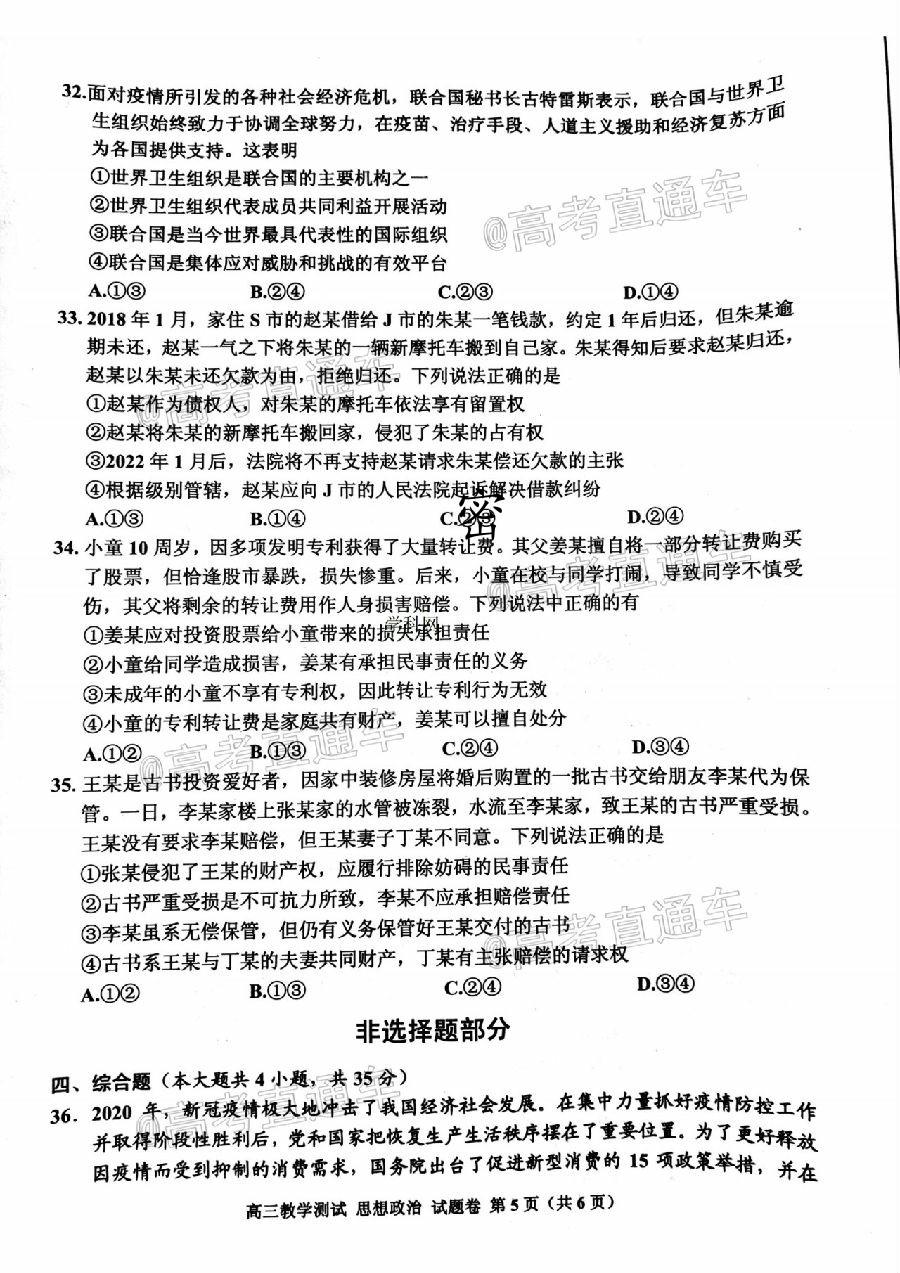 32.面对疫情所引发的各种社会经济危机，联合国秘书长古特雷斯表示，联合国与世界卫
生组织始终致力于协调全球努力，在疫苗、治疗手段、人道主义援助和经济复苏方面
为各国提供支持。这表明
①世界卫生组织是联合国的主要机构之一
②世界卫生组织代表成员共同利益开展活动
③联合国是当今世界最具代表性的国际组织
④联合国是集体应对威胁和挑战的有效平台
A.①③ B.②④ C.②③ D.①④
@高考直通车
33. 2018 年 1 月，家住 S 市的赵某借给 J 市的朱某一笔钱款，约定 1 年后归还，但朱某逾
期未还，赵某一气之下将朱某的一辆新摩托车搬到自己家。朱某得知后要求赵某归还，
赵某以朱某未还欠款为由，拒绝归还。下列说法正确的是
@高考直通车
①赵某作为债权人，对朱某的摩托车依法享有留置权
②赵某将朱某的新摩托车搬回家，侵犯了朱某的占有权
③2022 年 1 月后，法院将不再支持赵某请求朱某偿还欠款的主张
④根据级别管辖，赵某应向 J 市的人民法院起诉解决借款纠纷
A.①③ B.①④ C.②③ D.②④
密
34. 小童 10 周岁，因多项发明专利获得了大量转让费。其父姜某擅自将一部分转让费购买
了股票，但恰逢股市暴跌，损失惨重。后来，小童在校与同学打闹，导致同学不慎受
伤，其父将剩余的转让费用作人身损害赔偿。下列说法中正确的有
@高考直通车
学科网
①姜某应对投资股票给小童带来的损失承担责任
②小童给同学造成损害，姜某有承担民事责任的义务
③未成年的小童不享有专利权，因此转让专利行为无效
④小童的专利转让费是家庭共有财产，姜某可以擅自处分
A.①② B.①③ C.②④ D.③④
@高考直通车
35. 王某是古书投资爱好者，因家中装修房屋将婚后购置的一批古书交给朋友李某代为保
管。一日，李某家楼上张某家的水管被冻裂，水流至李某家，致王某的古书严重受损。
王某没有要求李某赔偿，但王某妻子丁某不同意。下列说法正确的是
①张某侵犯了王某的财产权，应履行排除妨碍的民事责任
②古书严重受损是不可抗力所致，李某不应承担赔偿责任
③李某虽系无偿保管，但仍有义务保管好王某交付的古书
④古书系王某与丁某的夫妻共同财产，丁某有主张赔偿的请求权
A.①② B.①③ C.②④ D.③④
@高考直通车
非选择题部分
四、综合题（本大题共 4 小题，共 35 分）
@高考直通车
36. 2020 年，新冠疫情极大地冲击了我国经济社会发展。在集中力量抓好疫情防控工作
并取得阶段性胜利后，党和国家把恢复生产生活秩序摆在了重要位置。为了更好释放
因疫情而受到抑制的消费需求，国务院出台了促进新型消费的 15 项政策举措，并在
高三教学测试 思想政治 试题卷 第 5 页（共 6 页）